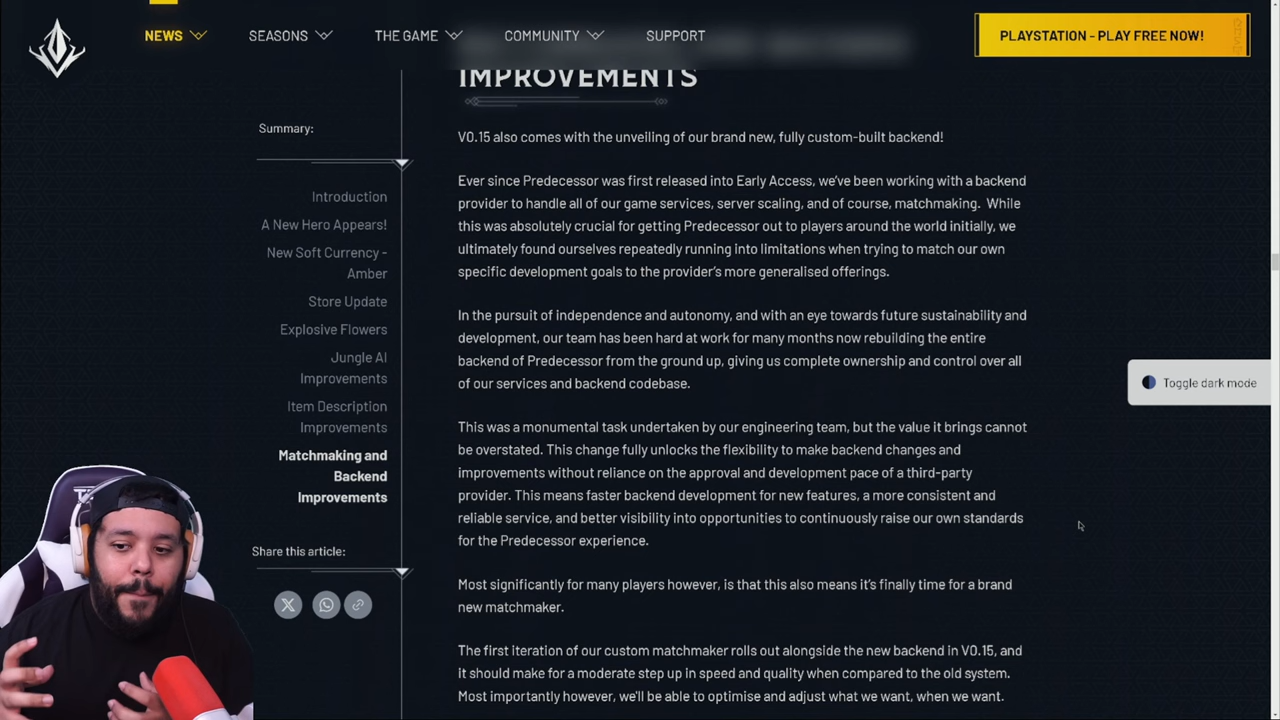 NEWS
SEASONS
THE GAME
COMMUNITY
SUPPORT
PLAYSTATION - PLAY FREE NOW!
IMPROVEMENTS
Summary:
Introduction
A New Hero Appears!
New Soft Currency -
Amber
Store Update
Explosive Flowers
Jungle AI
Improvements
Item Description
Improvements
Matchmaking and
Backend
Improvements
Share this article:
V0.15 also comes with the unveiling of our brand new, fully custom-built backend!
Ever since Predecessor was first released into Early Access, we've been working with a backend
provider to handle all of our game services, server scaling, and of course, matchmaking. While
this was absolutely crucial for getting Predecessor out to players around the world initially, we
ultimately found ourselves repeatedly running into limitations when trying to match our own
specific development goals to the provider's more generalised offerings.
In the pursuit of independence and autonomy, and with an eye towards future sustainability and
development, our team has been hard at work for many months now rebuilding the entire
backend of Predecessor from the ground up, giving us complete ownership and control over all
of our services and backend codebase.
This was a monumental task undertaken by our engineering team, but the value it brings cannot
be overstated. This change fully unlocks the flexibility to make backend changes and
improvements without reliance on the approval and development pace of a third-party
provider. This means faster backend development for new features, a more consistent and
reliable service, and better visibility into opportunities to continuously raise our own standards
for the Predecessor experience.
Most significantly for many players however, is that this also means it's finally time for a brand
new matchmaker.
The first iteration of our custom matchmaker rolls out alongside the new backend in V0.15, and
it should make for a moderate step up in speed and quality when compared to the old system.
Most importantly however, we'll be able to optimise and adjust what we want, when we want.
Toggle dark mode